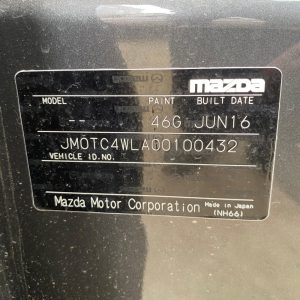 mazda
MODEL PAINT BUILT DATE
-- 46G JUN16
JM0TC4WLA00100432
VEHICLE ID.NO.
Mazda Motor Corporation Made in Japan
(NH66)